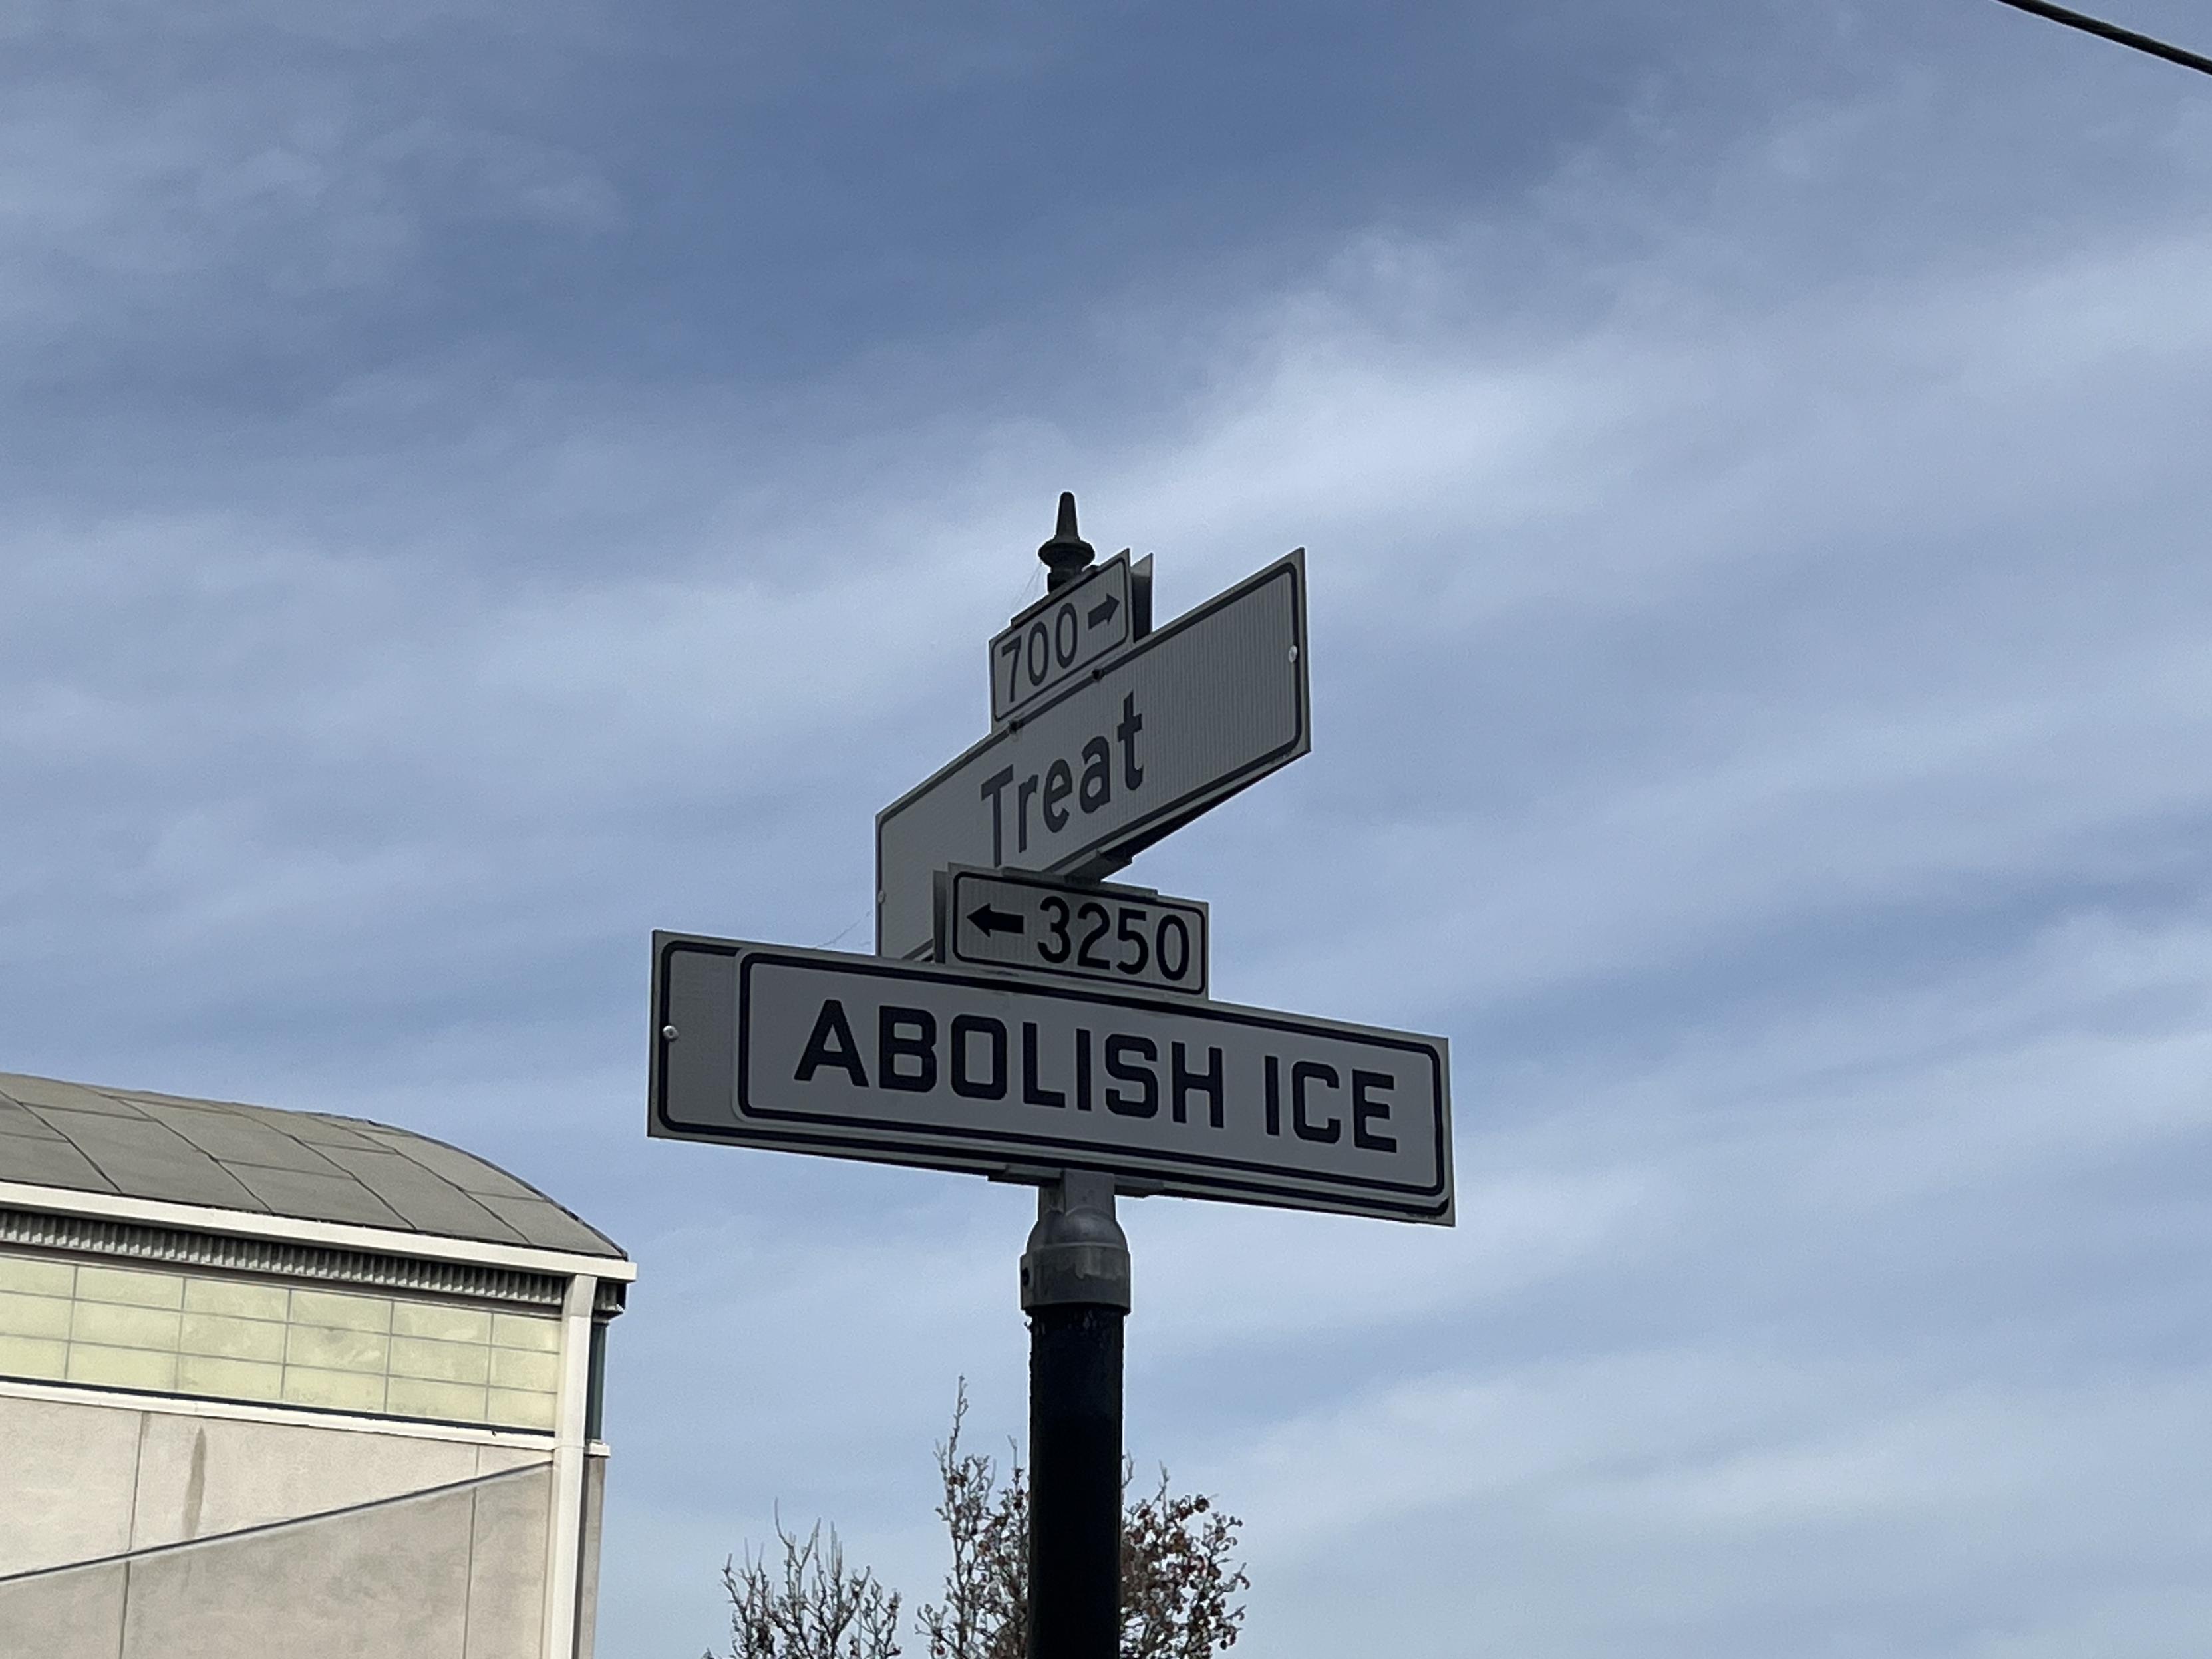 700 →
Treat
← 3250
ABOLISH ICE